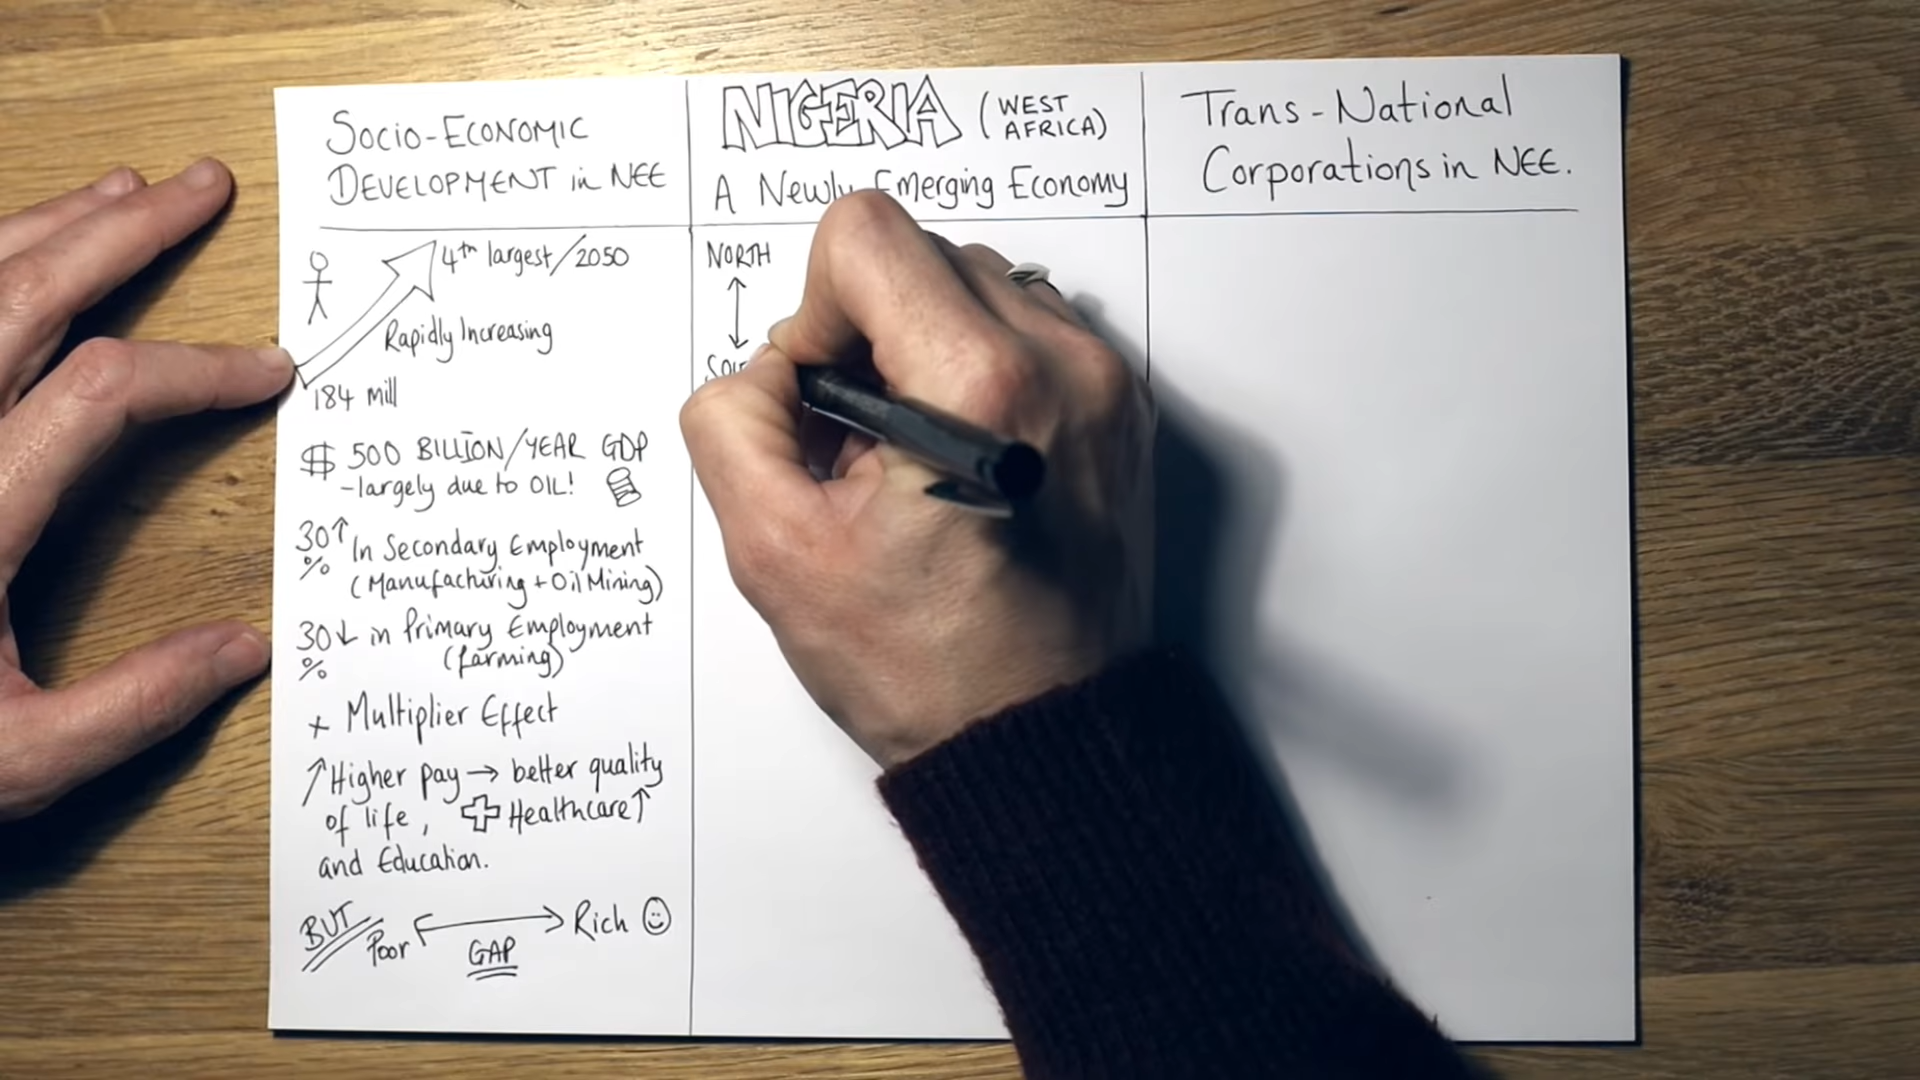 Socio-Economic
Development in NEE
4th largest/2050
Rapidly Increasing
184 mill
$ 500 BILLION/YEAR GDP
-largely due to OIL!
30↑ In Secondary Employment
% (Manufacturing + Oil Mining)
30↓ in Primary Employment
% (farming)
+ Multiplier Effect
↑Higher pay → better quality
of life, Healthcare↑
and Education.
BUT Poor ↔ Rich
GAP
NIGERIA (WEST
AFRICA)
A Newly Emerging Economy
NORTH
Trans-National
Corporations in NEE.